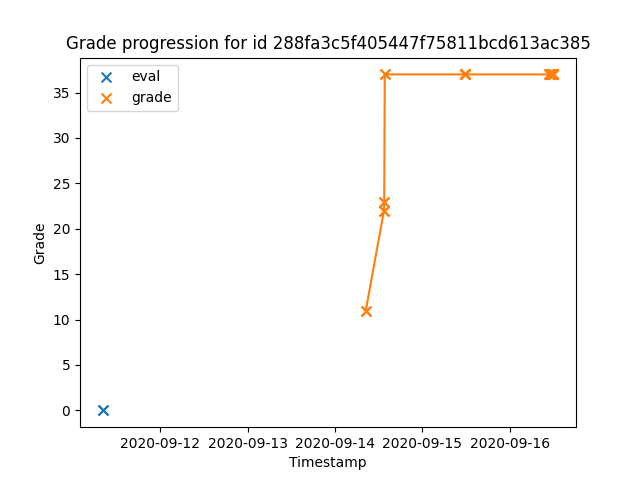 Grade progression for id 288fa3c5f405447f75811bcd613ac385
eval
grade
35
30
25
20
15
10
5
0
Grade
2020-09-12 2020-09-13 2020-09-14 2020-09-15 2020-09-16
Timestamp